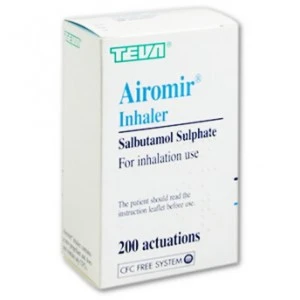 TEVA
Airomir®
Inhaler
Salbutamol Sulphate
For inhalation use
The patient should read the
instruction leaflet before use.
200 actuations
CFC FREE SYSTEM